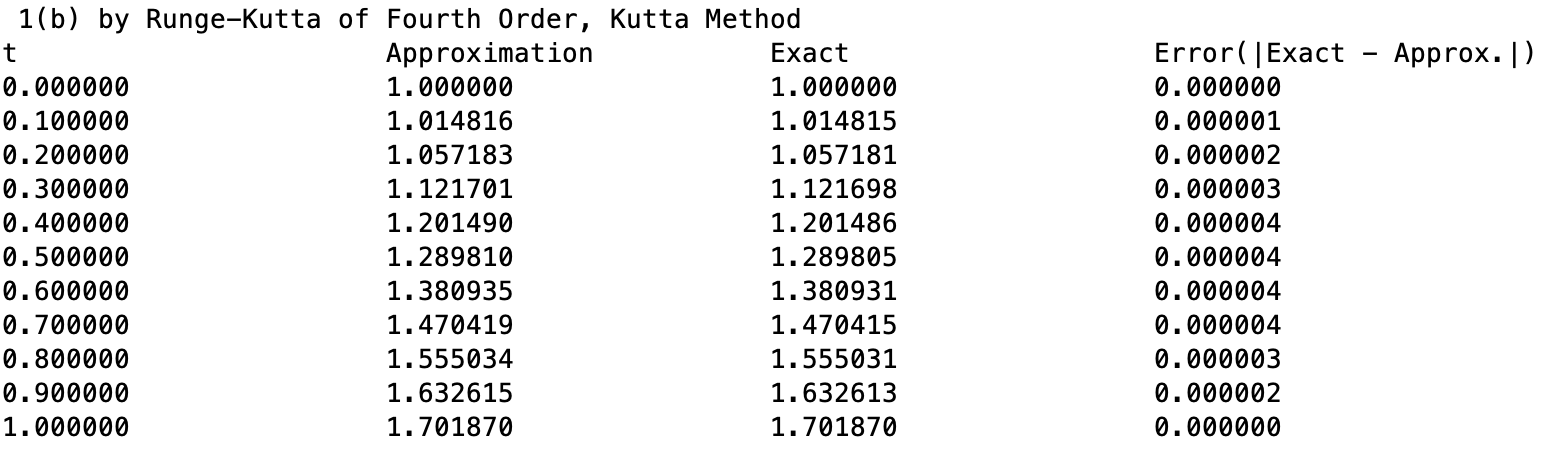 1(b) by Runge-Kutta of Fourth Order, Kutta Method
t Approximation Exact Error(|Exact - Approx.|)
0.000000 1.000000 1.000000 0.000000
0.100000 1.014816 1.014815 0.000001
0.200000 1.057183 1.057181 0.000002
0.300000 1.121701 1.121698 0.000003
0.400000 1.201490 1.201486 0.000004
0.500000 1.289810 1.289805 0.000004
0.600000 1.380935 1.380931 0.000004
0.700000 1.470419 1.470415 0.000004
0.800000 1.555034 1.555031 0.000003
0.900000 1.632615 1.632613 0.000002
1.000000 1.701870 1.701870 0.000000